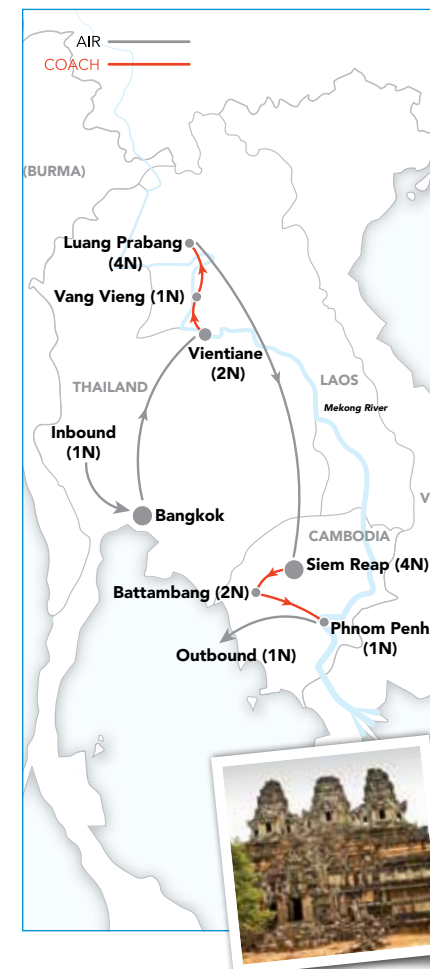 AIR
COACH
(BURMA)
Luang Prabang
(4N)
Vang Vieng (1N)
Vientiane
(2N)
THAILAND
LAOS
Mekong River
Inbound
(1N)
V
Bangkok
CAMBODIA
Siem Reap (4N)
Battambang (2N)
Phnom Penh
(1N)
Outbound (1N)